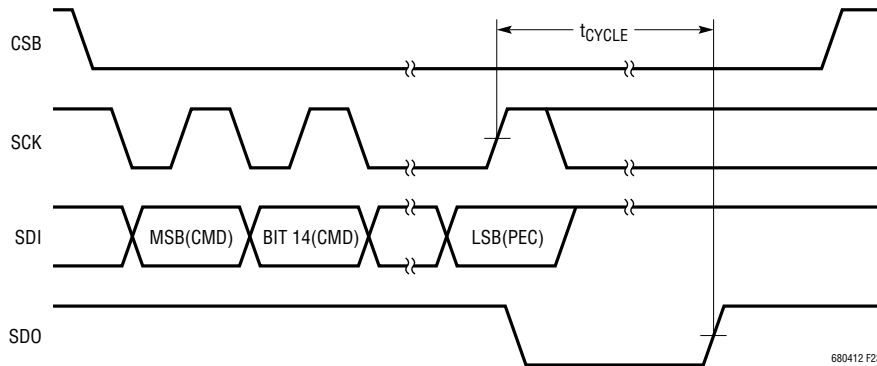 CSB
tCYCLE
SCK
SDI
MSB(CMD)
BIT 14(CMD)
LSB(PEC)
SDO